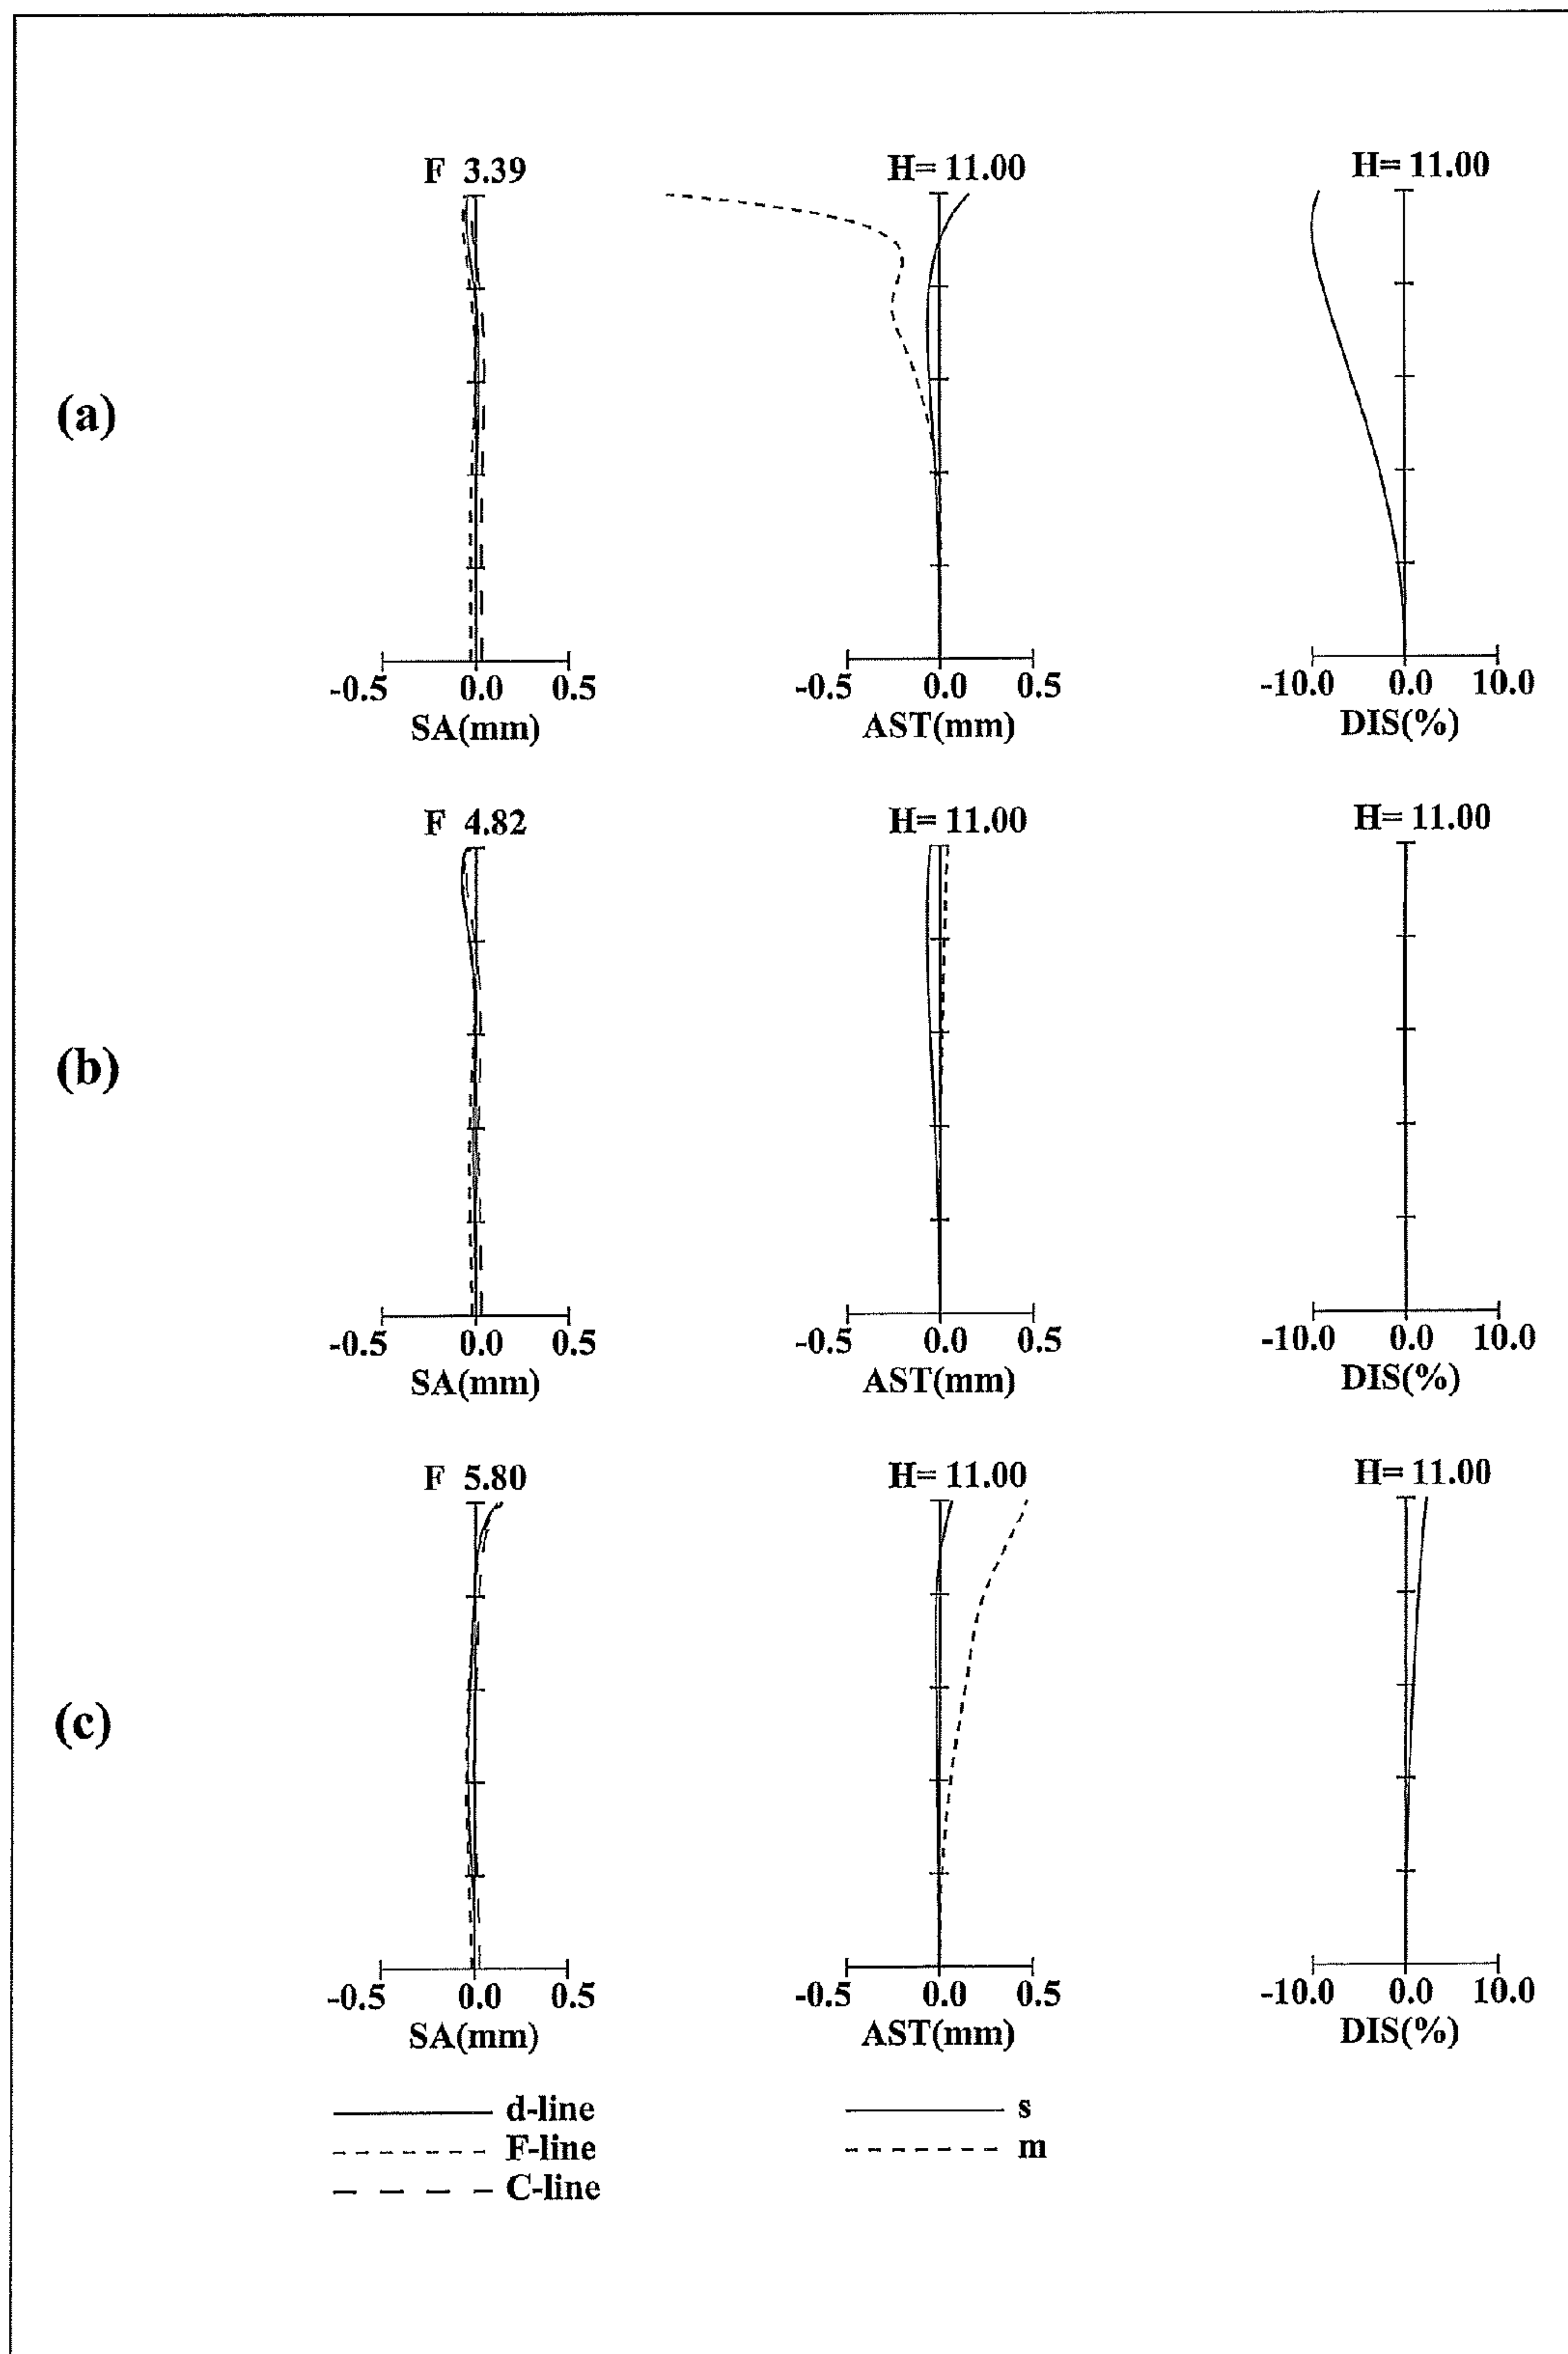 F 3.39 H= 11.00 H= 11.00
(a)
-0.5 0.0 0.5 -0.5 0.0 0.5 -10.0 0.0 10.0
SA(mm) AST(mm) DIS(%)
F 4.82 H= 11.00 H= 11.00
(b)
-0.5 0.0 0.5 -0.5 0.0 0.5 -10.0 0.0 10.0
SA(mm) AST(mm) DIS(%)
F 5.80 H= 11.00 H= 11.00
(c)
-0.5 0.0 0.5 -0.5 0.0 0.5 -10.0 0.0 10.0
SA(mm) AST(mm) DIS(%)
d-line s
F-line m
C-line